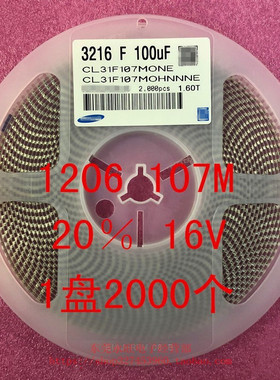 3216 F 100uF
CL31F107MONE
CL31F107MOHNNNE
2.000pcs 1.60T
1206 107M
20% 16V
1盘2000个